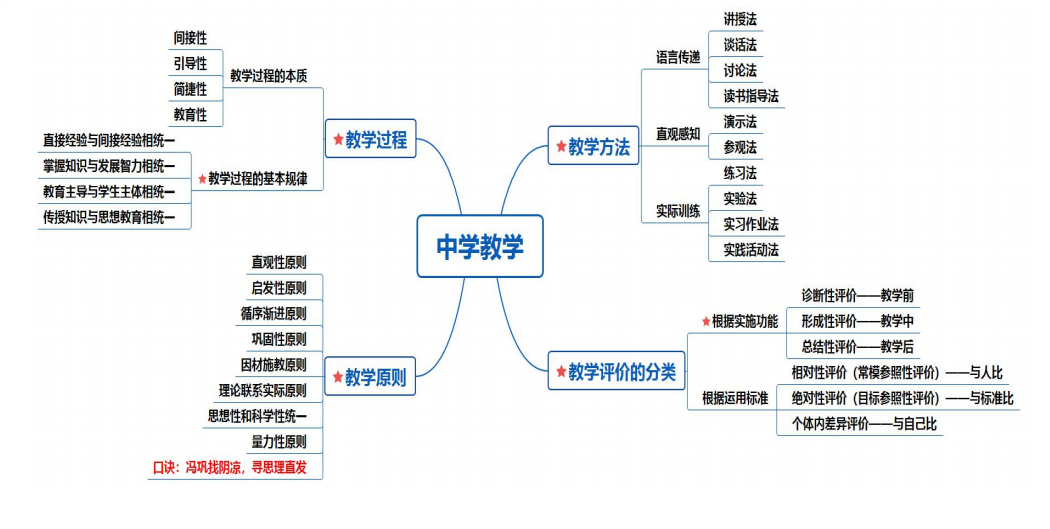 中学教学
★教学过程
教学过程的本质
间接性
引导性
简捷性
教育性
★教学过程的基本规律
直接经验与间接经验相统一
掌握知识与发展智力相统一
教育主导与学生主体相统一
传授知识与思想教育相统一
★教学原则
直观性原则
启发性原则
循序渐进原则
巩固性原则
因材施教原则
理论联系实际原则
思想性和科学性统一
量力性原则
口诀：冯巩找阴凉，寻思理直发
★教学方法
语言传递
讲授法
谈话法
讨论法
读书指导法
直观感知
演示法
参观法
实际训练
练习法
实验法
实习作业法
实践活动法
★教学评价的分类
★根据实施功能
诊断性评价——教学前
形成性评价——教学中
总结性评价——教学后
根据运用标准
相对性评价（常模参照性评价）——与人比
绝对性评价（目标参照性评价）——与标准比
个体内差异评价——与自己比